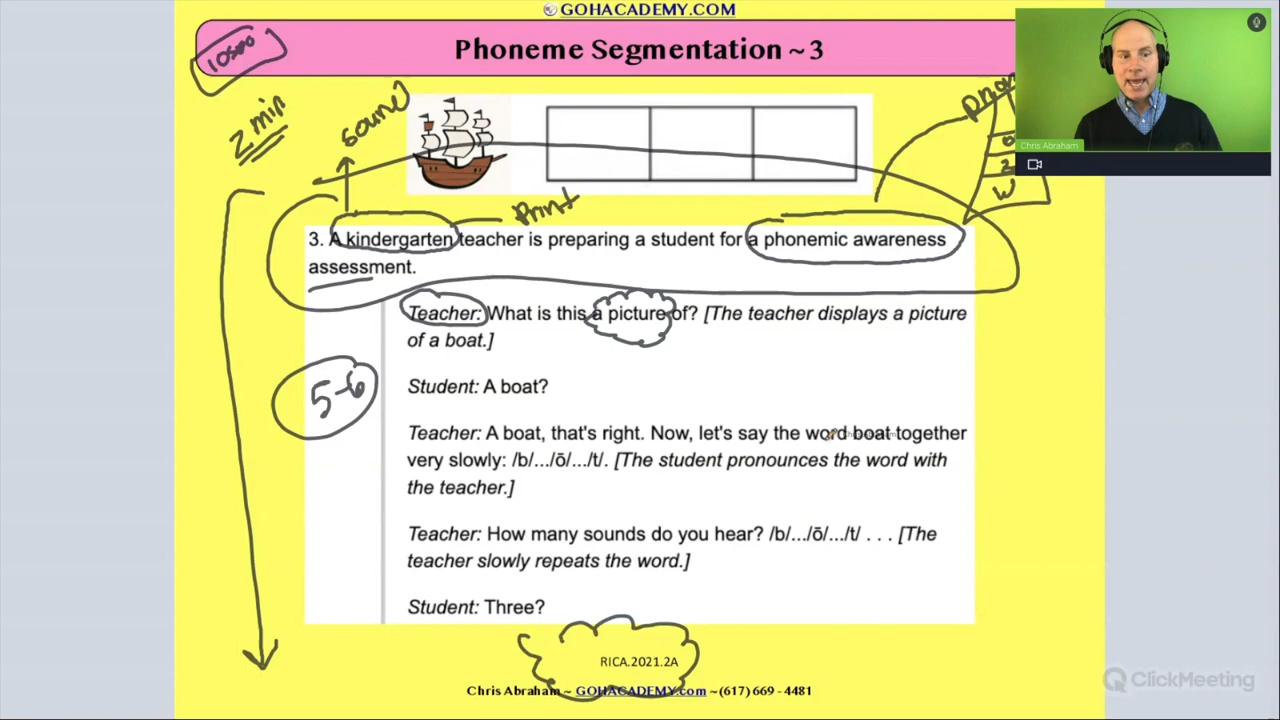 GOHACADEMY.COM
10500
Phoneme Segmentation ~ 3
2 min
sound
Chris Abraham
Print
3. A kindergarten teacher is preparing a student for a phonemic awareness
assessment.
Teacher: What is this a picture of? [The teacher displays a picture
of a boat.]
Student: A boat?
5-6
Teacher: A boat, that's right. Now, let's say the word boat together
very slowly: /b/.../ō/.../t/. [The student pronounces the word with
the teacher.]
Teacher: How many sounds do you hear? /b/.../ō/.../t/ . . . [The
teacher slowly repeats the word.]
Student: Three?
RICA.2021.2A
Chris Abraham ~ GOHACADEMY.com ~(617) 669 - 4481
ClickMeeting